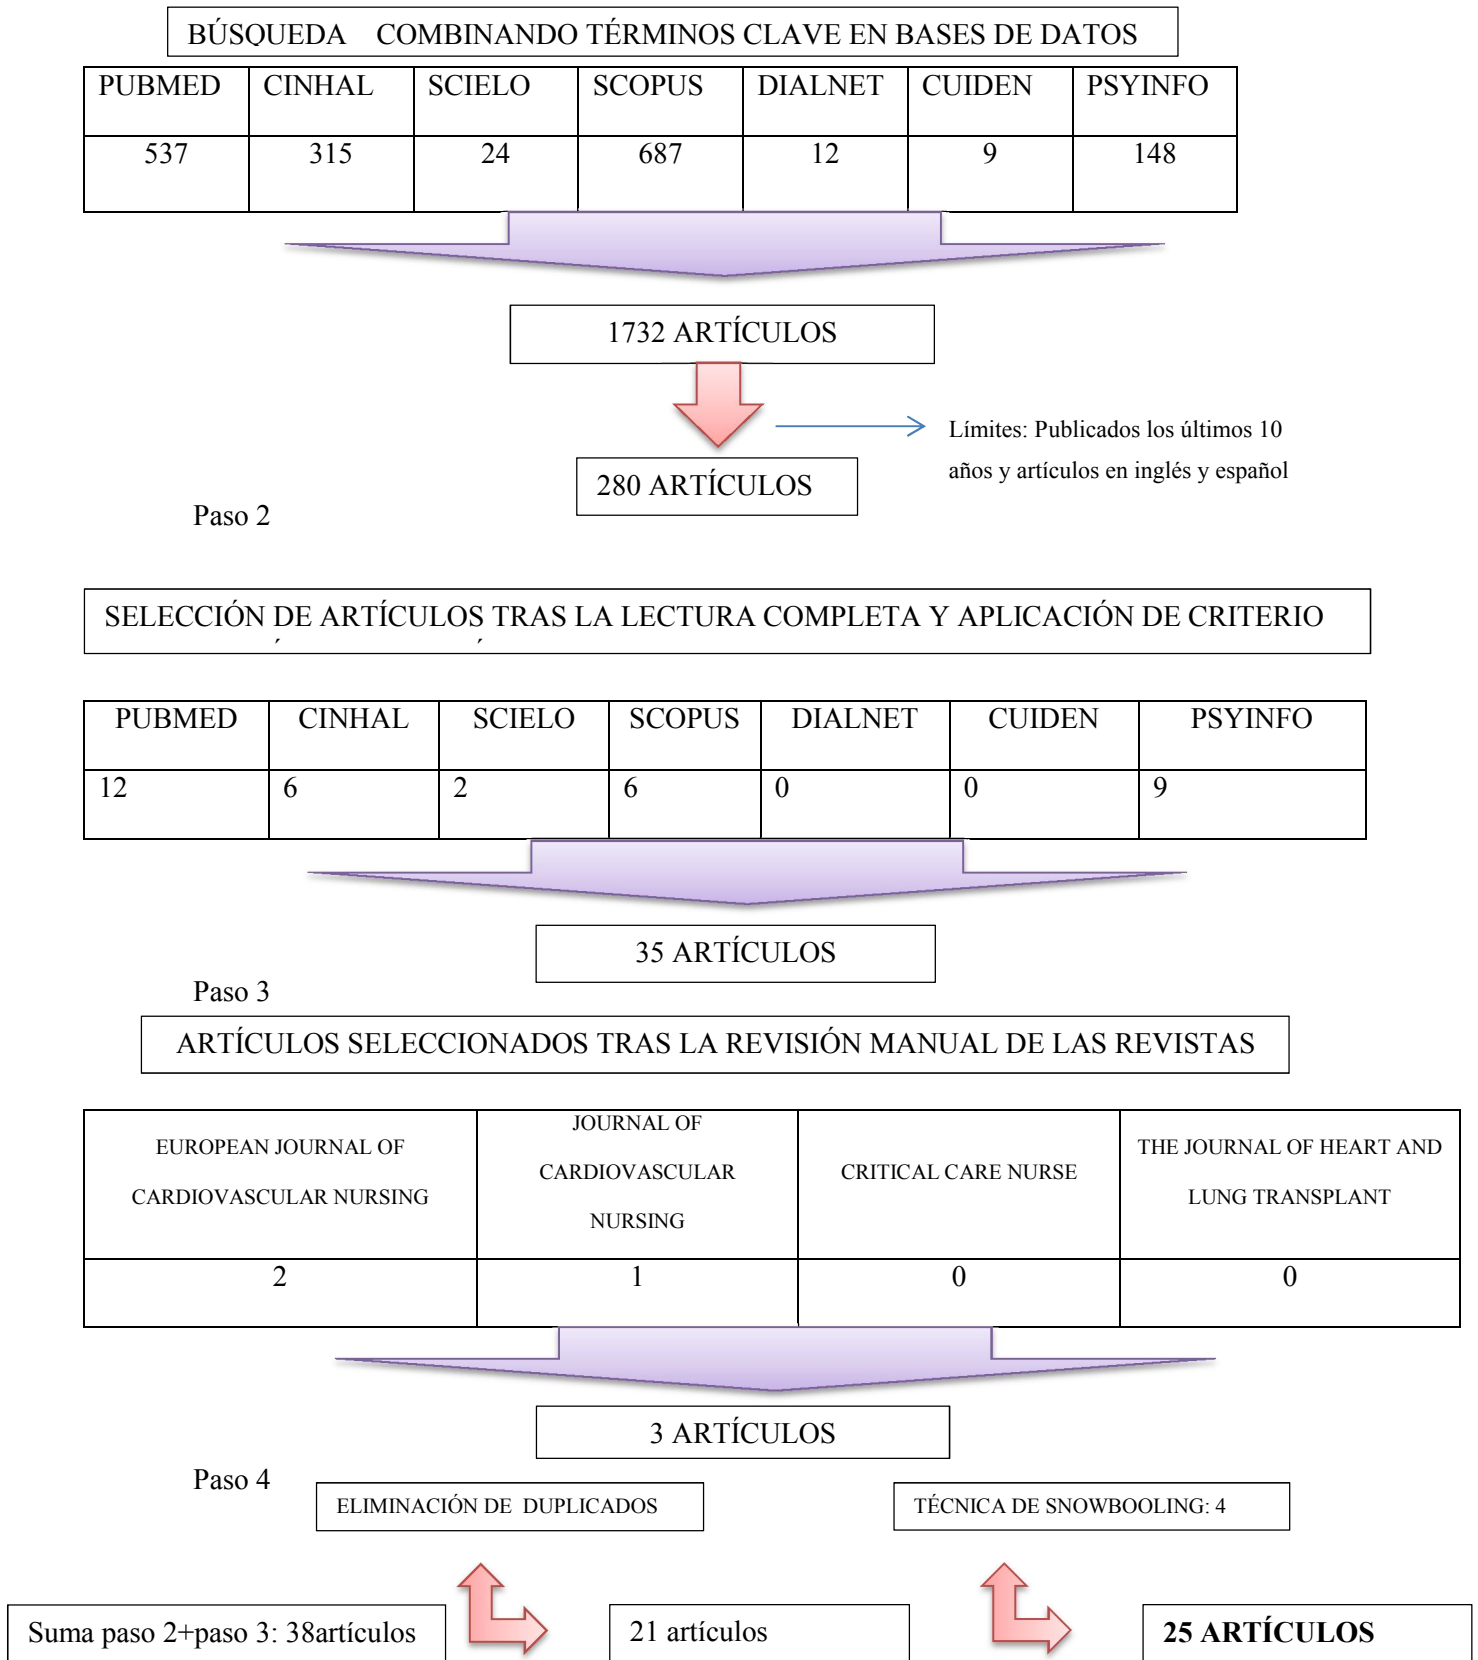 BÚSQUEDA COMBINANDO TÉRMINOS CLAVE EN BASES DE DATOS
PUBMED CINHAL SCIELO SCOPUS DIALNET CUIDEN PSYINFO
537 315 24 687 12 9 148
1732 ARTÍCULOS
Límites: Publicados los últimos 10
años y artículos en inglés y español
280 ARTÍCULOS
Paso 2
SELECCIÓN DE ARTÍCULOS TRAS LA LECTURA COMPLETA Y APLICACIÓN DE CRITERIO
PUBMED CINHAL SCIELO SCOPUS DIALNET CUIDEN PSYINFO
12 6 2 6 0 0 9
35 ARTÍCULOS
Paso 3
ARTÍCULOS SELECCIONADOS TRAS LA REVISIÓN MANUAL DE LAS REVISTAS
EUROPEAN JOURNAL OF
CARDIOVASCULAR NURSING
JOURNAL OF
CARDIOVASCULAR
NURSING
CRITICAL CARE NURSE
THE JOURNAL OF HEART AND
LUNG TRANSPLANT
2 1 0 0
3 ARTÍCULOS
Paso 4
ELIMINACIÓN DE DUPLICADOS
TÉCNICA DE SNOWBOOLING: 4
Suma paso 2+paso 3: 38artículos
21 artículos
25 ARTÍCULOS